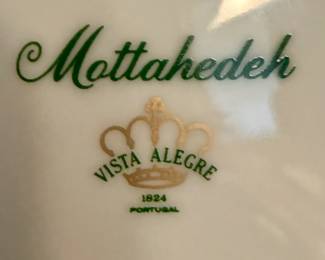 Mottahedeh
VISTA ALEGRE
1824
PORTUGAL